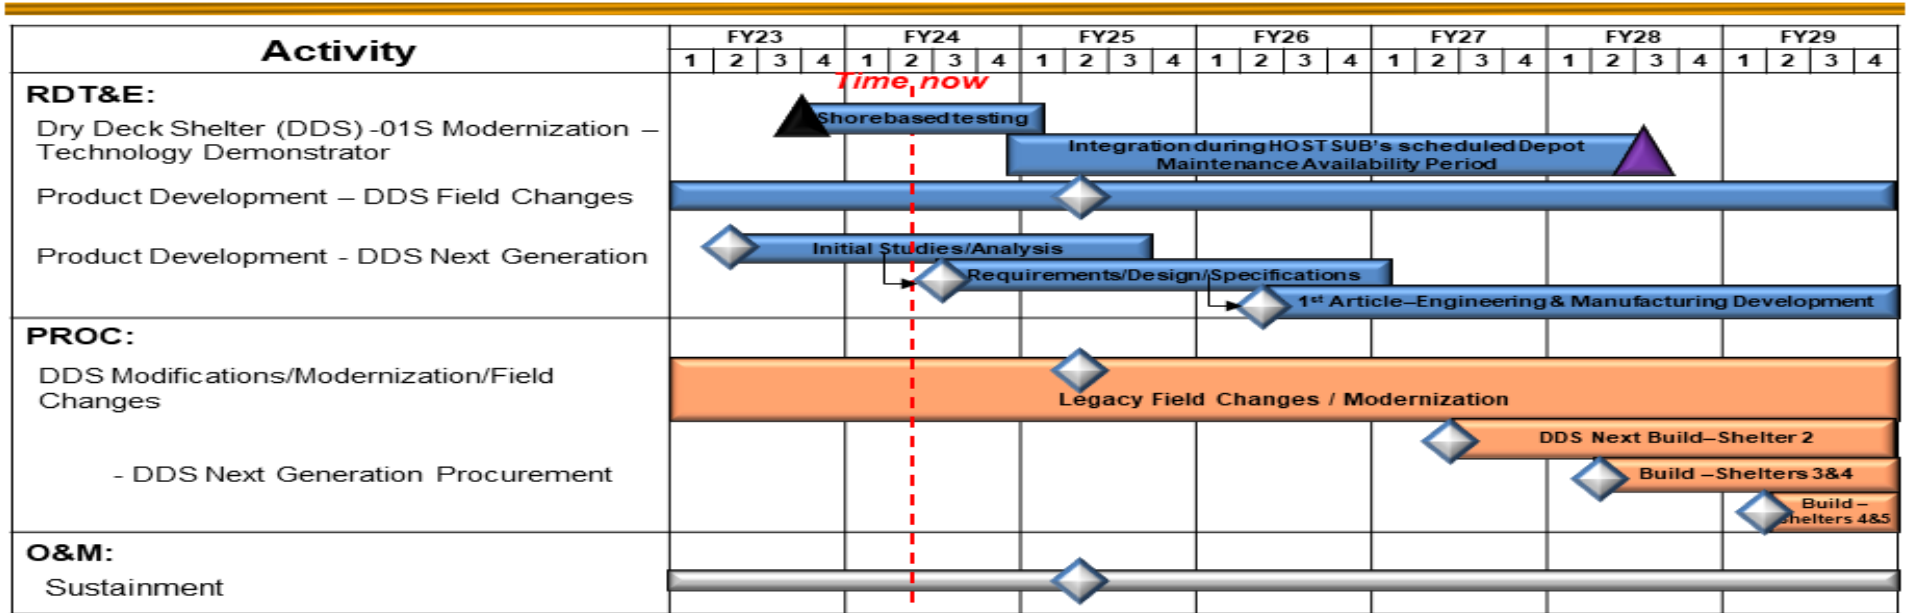 Activity
FY23 FY24 FY25 FY26 FY27 FY28 FY29
1 2 3 4 1 2 3 4 1 2 3 4 1 2 3 4 1 2 3 4 1 2 3 4 1 2 3 4
Time now
RDT&E:
Dry Deck Shelter (DDS) -01S Modernization –
Technology Demonstrator
Shorebased testing
Integration during HOST SUB's scheduled Depot
Maintenance Availability Period
Product Development – DDS Field Changes
Product Development - DDS Next Generation
Initial Studies/Analysis
Requirements/Design/Specifications
1st Article–Engineering & Manufacturing Development
PROC:
DDS Modifications/Modernization/Field
Changes
Legacy Field Changes / Modernization
DDS Next Build–Shelter 2
- DDS Next Generation Procurement
Build –Shelters 3&4
Build –
Shelters 4&5
O&M:
Sustainment